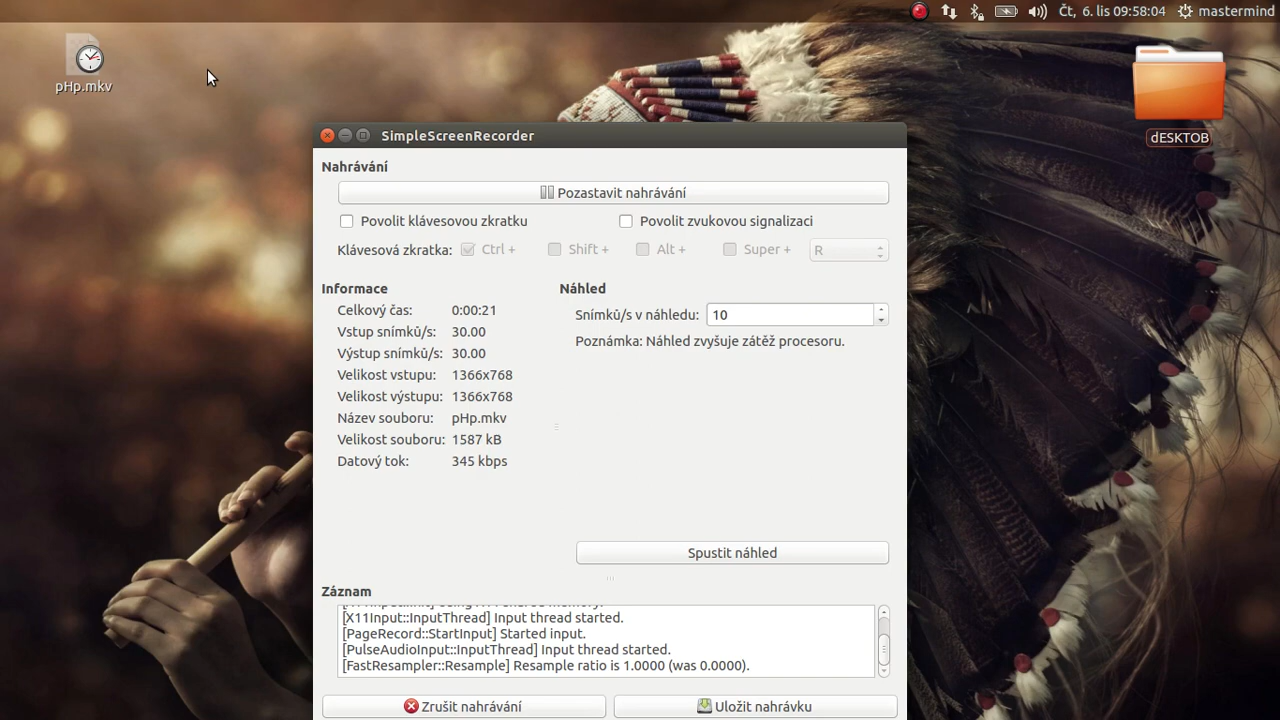 Čt, 6. lis 09:58:04 mastermind
pHp.mkv
dESKTOB
SimpleScreenRecorder
Nahrávání
Pozastavit nahrávání
Povolit klávesovou zkratku Povolit zvukovou signalizaci
Klávesová zkratka: Ctrl + Shift + Alt + Super + R
Informace
Celkový čas: 0:00:21
Vstup snímků/s: 30.00
Výstup snímků/s: 30.00
Velikost vstupu: 1366x768
Velikost výstupu: 1366x768
Název souboru: pHp.mkv
Velikost souboru: 1587 kB
Datový tok: 345 kbps
Náhled
Snímků/s v náhledu: 10
Poznámka: Náhled zvyšuje zátěž procesoru.
Spustit náhled
Záznam
[X11Input::InputThread] Input thread started.
[PageRecord::StartInput] Started input.
[PulseAudioInput::InputThread] Input thread started.
[FastResampler::Resample] Resample ratio is 1.0000 (was 0.0000).
Zrušit nahrávání
Uložit nahrávku